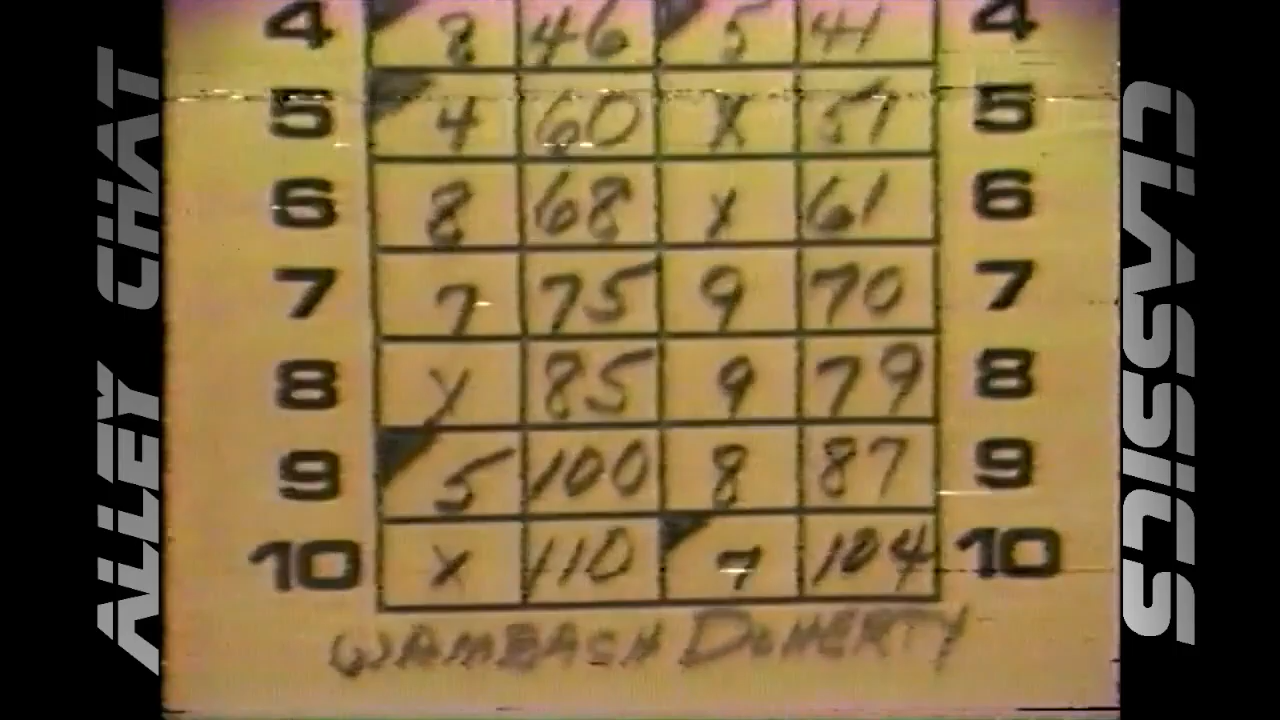 ALLEY CHAT
4 8 46 5 41 4
5 4 60 X 51 5
6 8 68 X 61 6
7 7 75 9 70 7
8 X 85 9 79 8
9 5 100 8 87 9
10 X 110 7 104 10
WAMBACH DOHERTY
CLASSICS